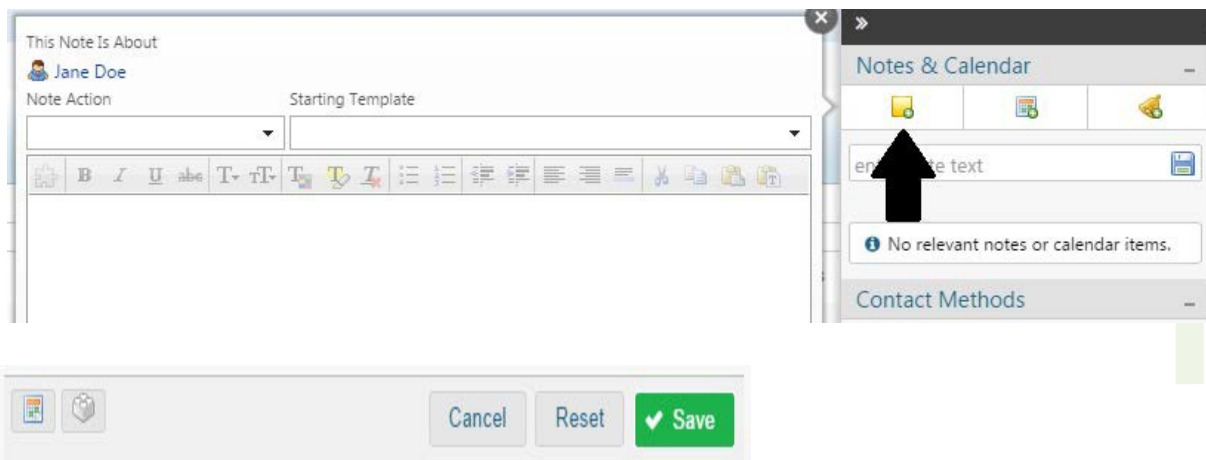 This Note Is About
Jane Doe
Note Action Starting Template
B I U abc T T T T T
»
Notes & Calendar
text
No relevant notes or calendar items.
Contact Methods
Cancel Reset Save